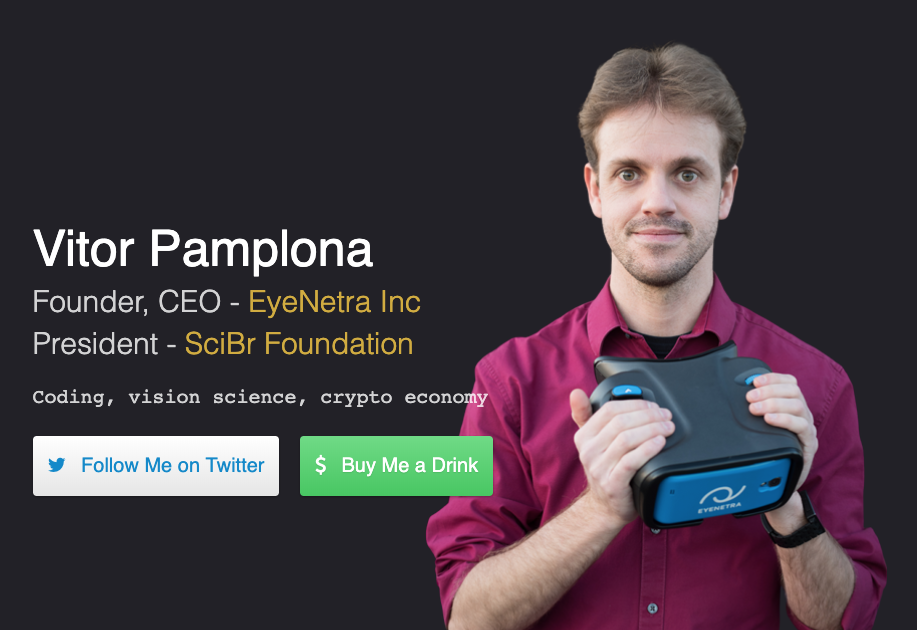 Vitor Pamplona
Founder, CEO - EyeNetra Inc
President - SciBr Foundation
Coding, vision science, crypto economy
Follow Me on Twitter
$ Buy Me a Drink
EYENETRA